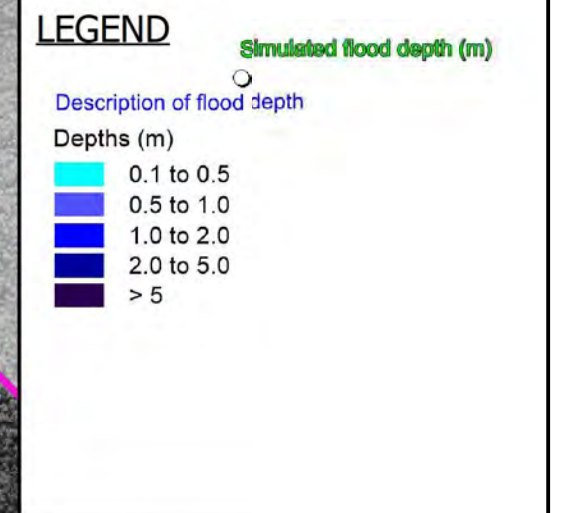 LEGEND
Simulated flood depth (m)
Description of flood depth
Depths (m)
0.1 to 0.5
0.5 to 1.0
1.0 to 2.0
2.0 to 5.0
> 5